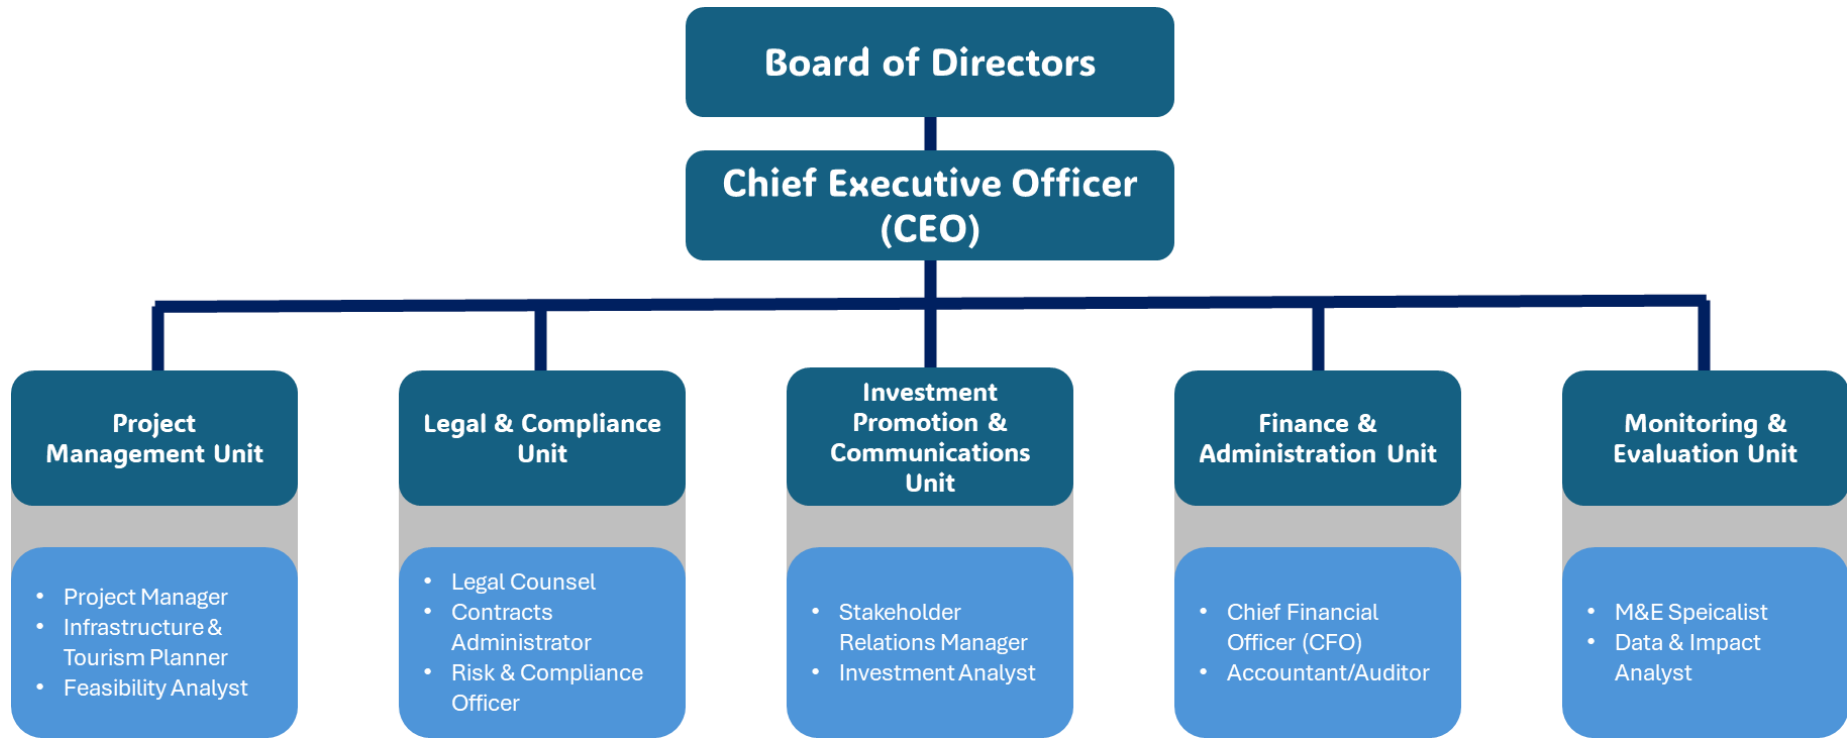 Board of Directors
Chief Executive Officer
(CEO)
Project
Management Unit
Legal & Compliance
Unit
Investment
Promotion &
Communications
Unit
Finance &
Administration Unit
Monitoring &
Evaluation Unit
• Project Manager
• Infrastructure &
Tourism Planner
• Feasibility Analyst
• Legal Counsel
• Contracts
Administrator
• Risk & Compliance
Officer
• Stakeholder
Relations Manager
• Investment Analyst
• Chief Financial
Officer (CFO)
• Accountant/Auditor
• M&E Speicalist
• Data & Impact
Analyst